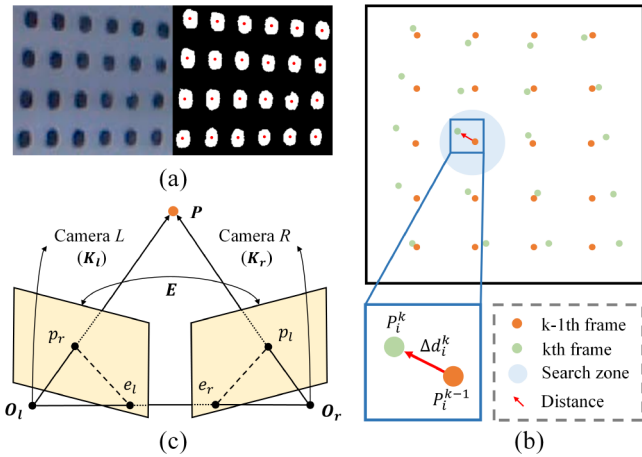 (a)
P
Camera L
(K_l)
Camera R
(K_r)
E
p_r
p_l
e_l
e_r
O_l
O_r
(c)
P_i^k
Δd_i^k
P_i^{k-1}
k-1th frame
kth frame
Search zone
Distance
(b)